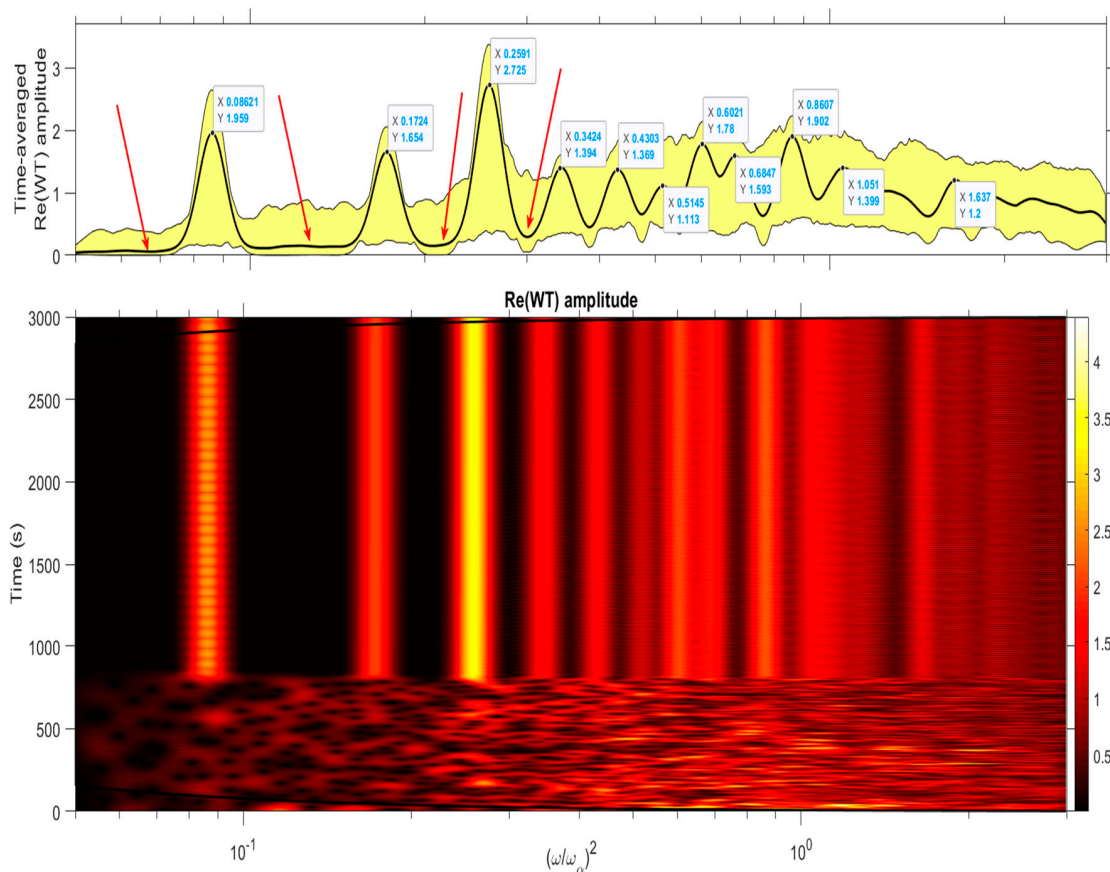 Time-averaged
Re(WT) amplitude
3
2
1
0
X 0.08621
Y 1.959
X 0.1724
Y 1.654
X 0.2591
Y 2.725
X 0.3424
Y 1.394
X 0.4303
Y 1.369
X 0.5145
Y 1.113
X 0.6021
Y 1.78
X 0.6847
Y 1.593
X 0.8607
Y 1.902
X 1.051
Y 1.399
X 1.637
Y 1.2
Re(WT) amplitude
Time (s)
3000
2500
2000
1500
1000
500
0
4
3.5
3
2.5
2
1.5
1
0.5
10⁻¹
(ω/ω₀)²
10⁰